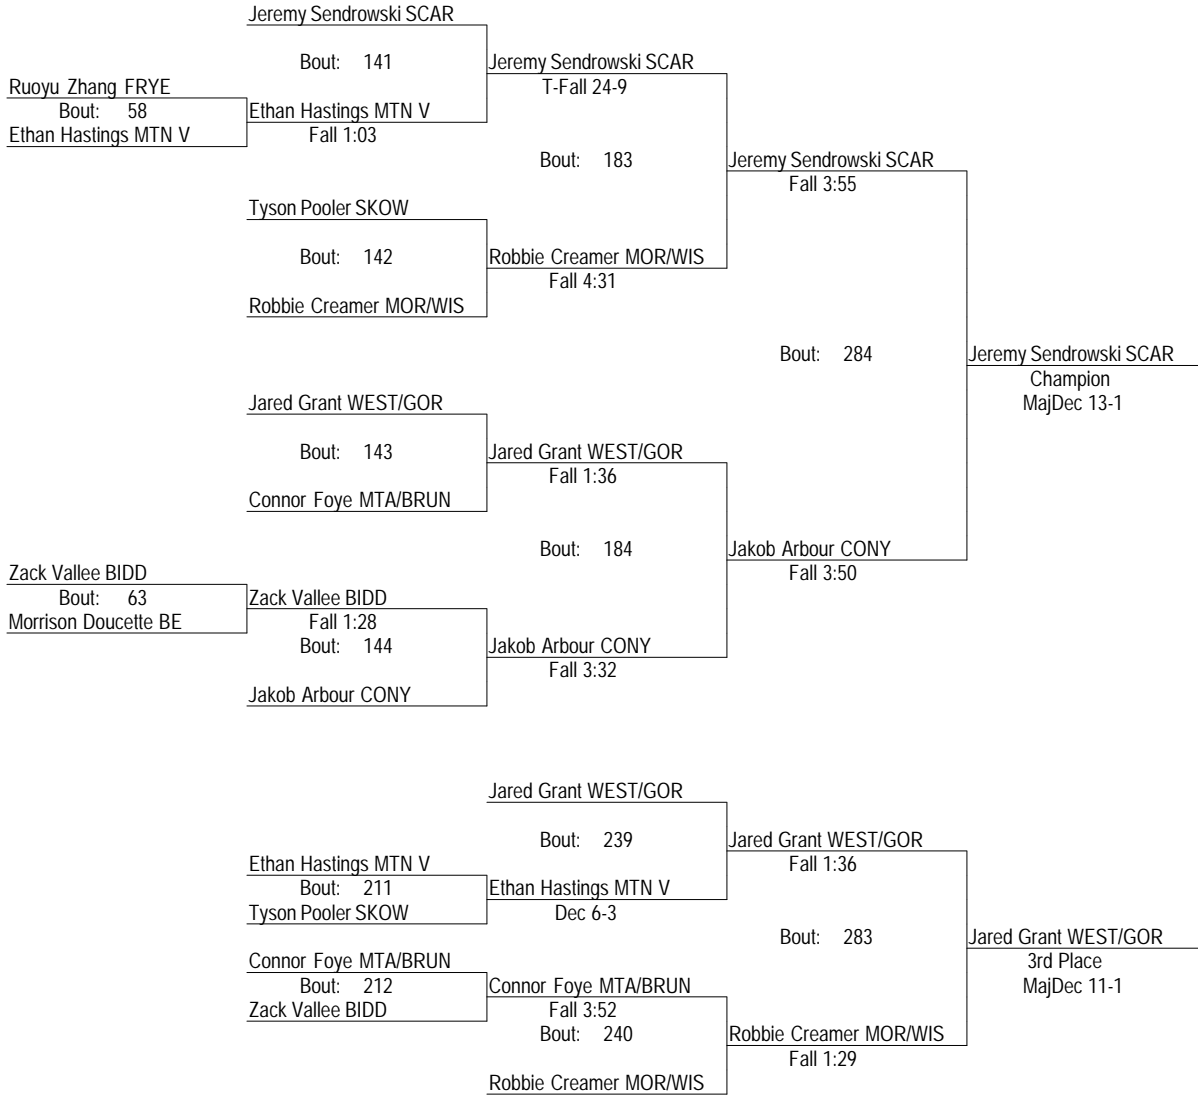 Jeremy Sendrowski SCAR
Bout: 141
Jeremy Sendrowski SCAR
T-Fall 24-9
Ruoyu Zhang FRYE
Bout: 58
Ethan Hastings MTN V
Ethan Hastings MTN V
Fall 1:03
Bout: 183
Jeremy Sendrowski SCAR
Fall 3:55
Tyson Pooler SKOW
Bout: 142
Robbie Creamer MOR/WIS
Fall 4:31
Robbie Creamer MOR/WIS
Bout: 284
Jeremy Sendrowski SCAR
Champion
MajDec 13-1
Jared Grant WEST/GOR
Bout: 143
Jared Grant WEST/GOR
Fall 1:36
Connor Foye MTA/BRUN
Bout: 184
Jakob Arbour CONY
Fall 3:50
Zack Vallee BIDD
Bout: 63
Morrison Doucette BE
Zack Vallee BIDD
Fall 1:28
Bout: 144
Jakob Arbour CONY
Fall 3:32
Jakob Arbour CONY
Jared Grant WEST/GOR
Bout: 239
Jared Grant WEST/GOR
Fall 1:36
Ethan Hastings MTN V
Bout: 211
Tyson Pooler SKOW
Ethan Hastings MTN V
Dec 6-3
Bout: 283
Jared Grant WEST/GOR
3rd Place
MajDec 11-1
Connor Foye MTA/BRUN
Bout: 212
Zack Vallee BIDD
Connor Foye MTA/BRUN
Fall 3:52
Bout: 240
Robbie Creamer MOR/WIS
Fall 1:29
Robbie Creamer MOR/WIS